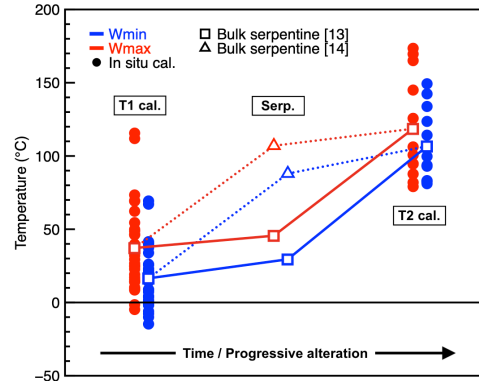 200
150
100
50
0
−50
Temperature (°C)
Wmin
Wmax
In situ cal.
Bulk serpentine [13]
Bulk serpentine [14]
T1 cal.
Serp.
T2 cal.
Time / Progressive alteration